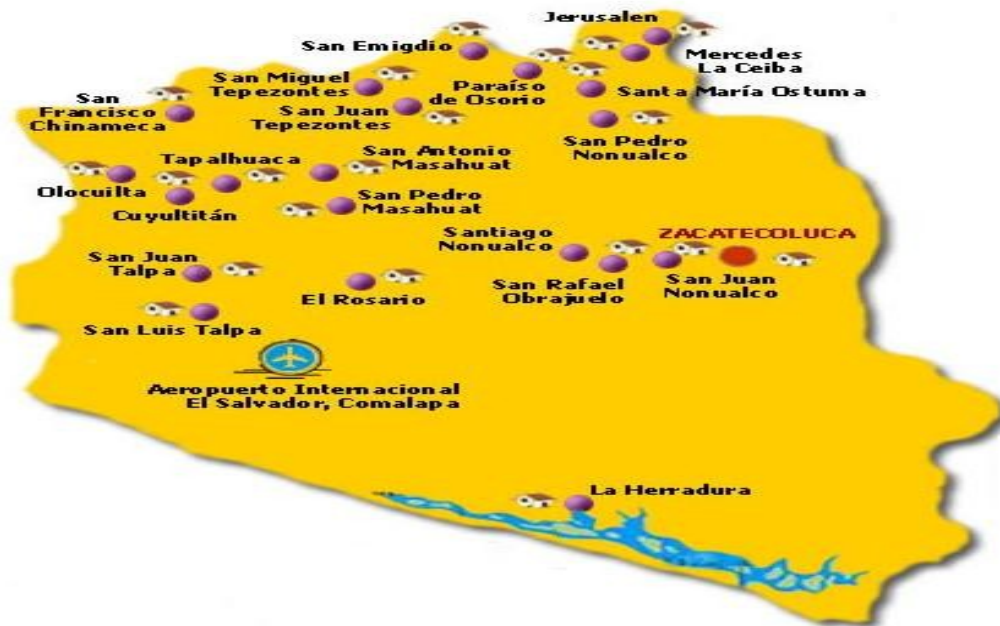 Jerusalen
San Emigdio
Mercedes
La Ceiba
San Miguel
Tepezontes
Paraíso
de Osorio
Santa María Ostuma
San
Francisco
Chinameca
San Juan
Tepezontes
San Pedro
Nonualco
Tapalhuaca
San Antonio
Masahuat
Olocuilta
Cuyultitán
San Pedro
Masahuat
Santiago
Nonualco
ZACATECOLUCA
San Juan
Talpa
El Rosario
San Rafael
Obrajuelo
San Juan
Nonualco
San Luis Talpa
Aeropuerto Internacional
El Salvador, Comalapa
La Herradura